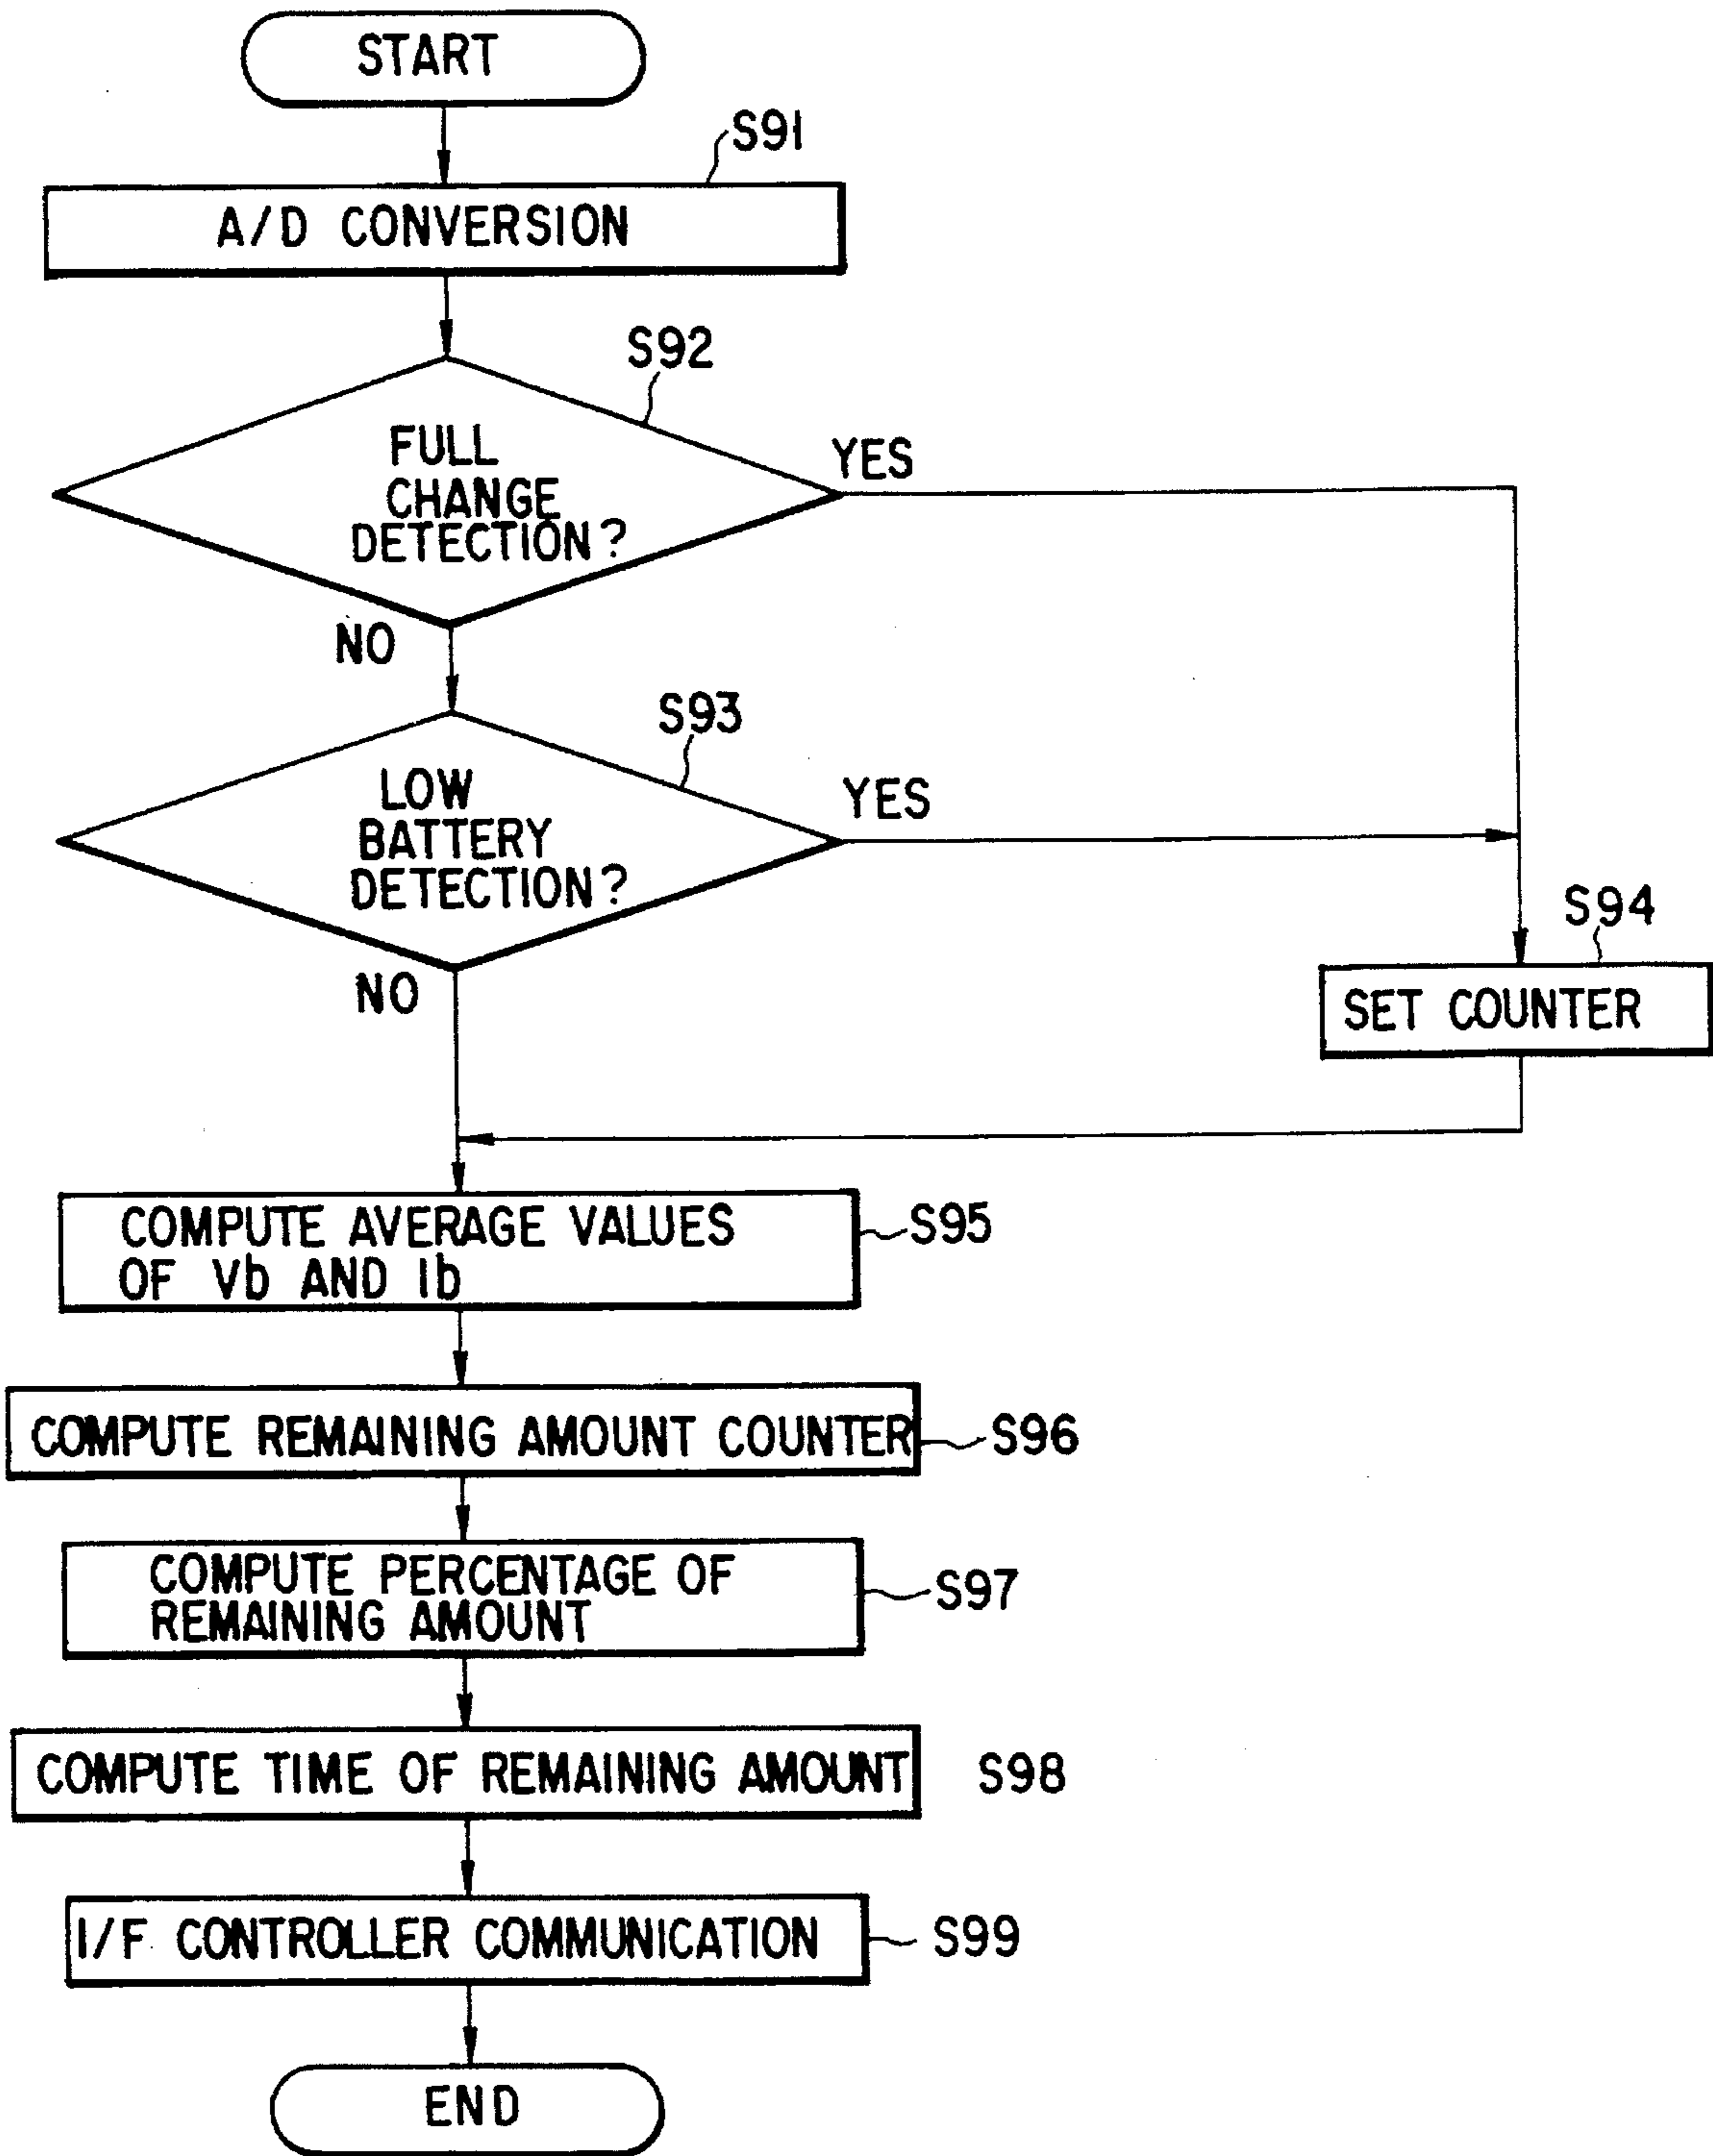 START
S91
A/D CONVERSION
S92
FULL
CHANGE
DETECTION?
YES
NO
S93
LOW
BATTERY
DETECTION?
YES
NO
S94
SET COUNTER
COMPUTE AVERAGE VALUES
OF Vb AND Ib
S95
COMPUTE REMAINING AMOUNT COUNTER
S96
COMPUTE PERCENTAGE OF
REMAINING AMOUNT
S97
COMPUTE TIME OF REMAINING AMOUNT
S98
I/F CONTROLLER COMMUNICATION
S99
END